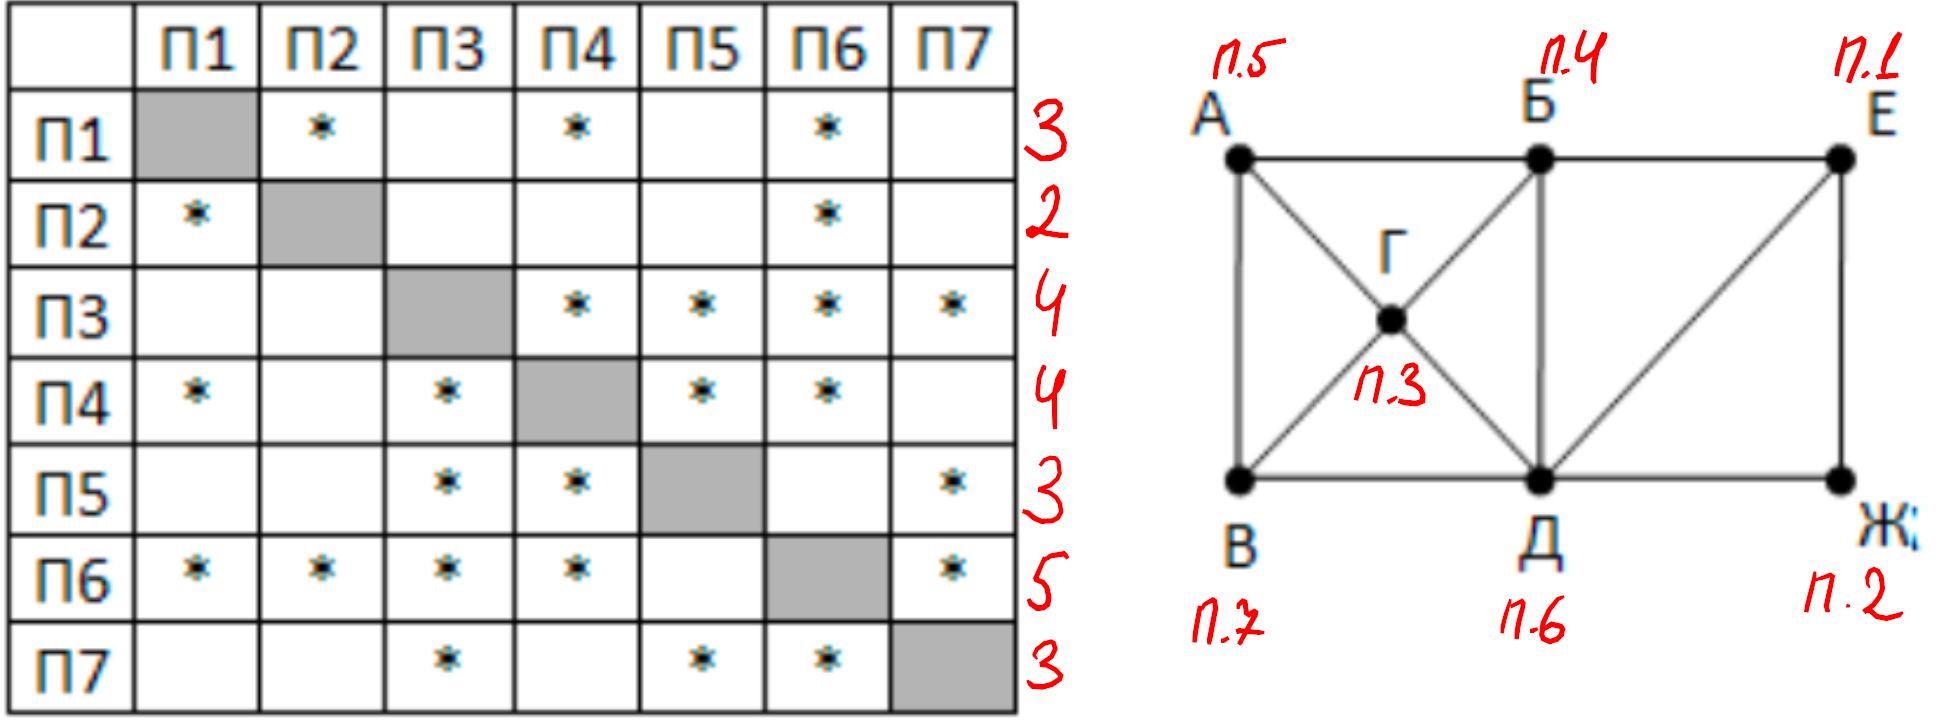 П1 П2 П3 П4 П5 П6 П7
П1 * * * 3
П2 * * 2
П3 * * * * 4
П4 * * * * 4
П5 * * * 3
П6 * * * * * 5
П7 * * * 3
п.5 п.4 п.1
А Б Е
Г
п.3
В Д Ж;
п.7 п.6 п.2